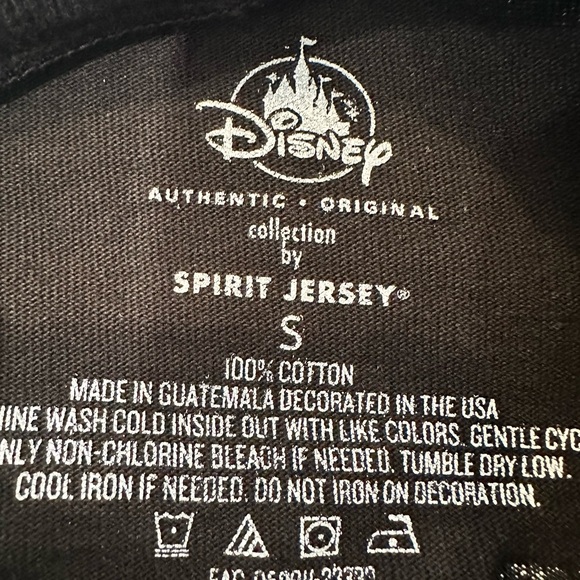 Disney
AUTHENTIC • ORIGINAL
collection
by
SPIRIT JERSEY®
S
100% COTTON
MADE IN GUATEMALA DECORATED IN THE USA
HINE WASH COLD INSIDE OUT WITH LIKE COLORS. GENTLE CYC
NLY NON-CHLORINE BLEACH IF NEEDED. TUMBLE DRY LOW.
COOL IRON IF NEEDED. DO NOT IRON ON DECORATION.